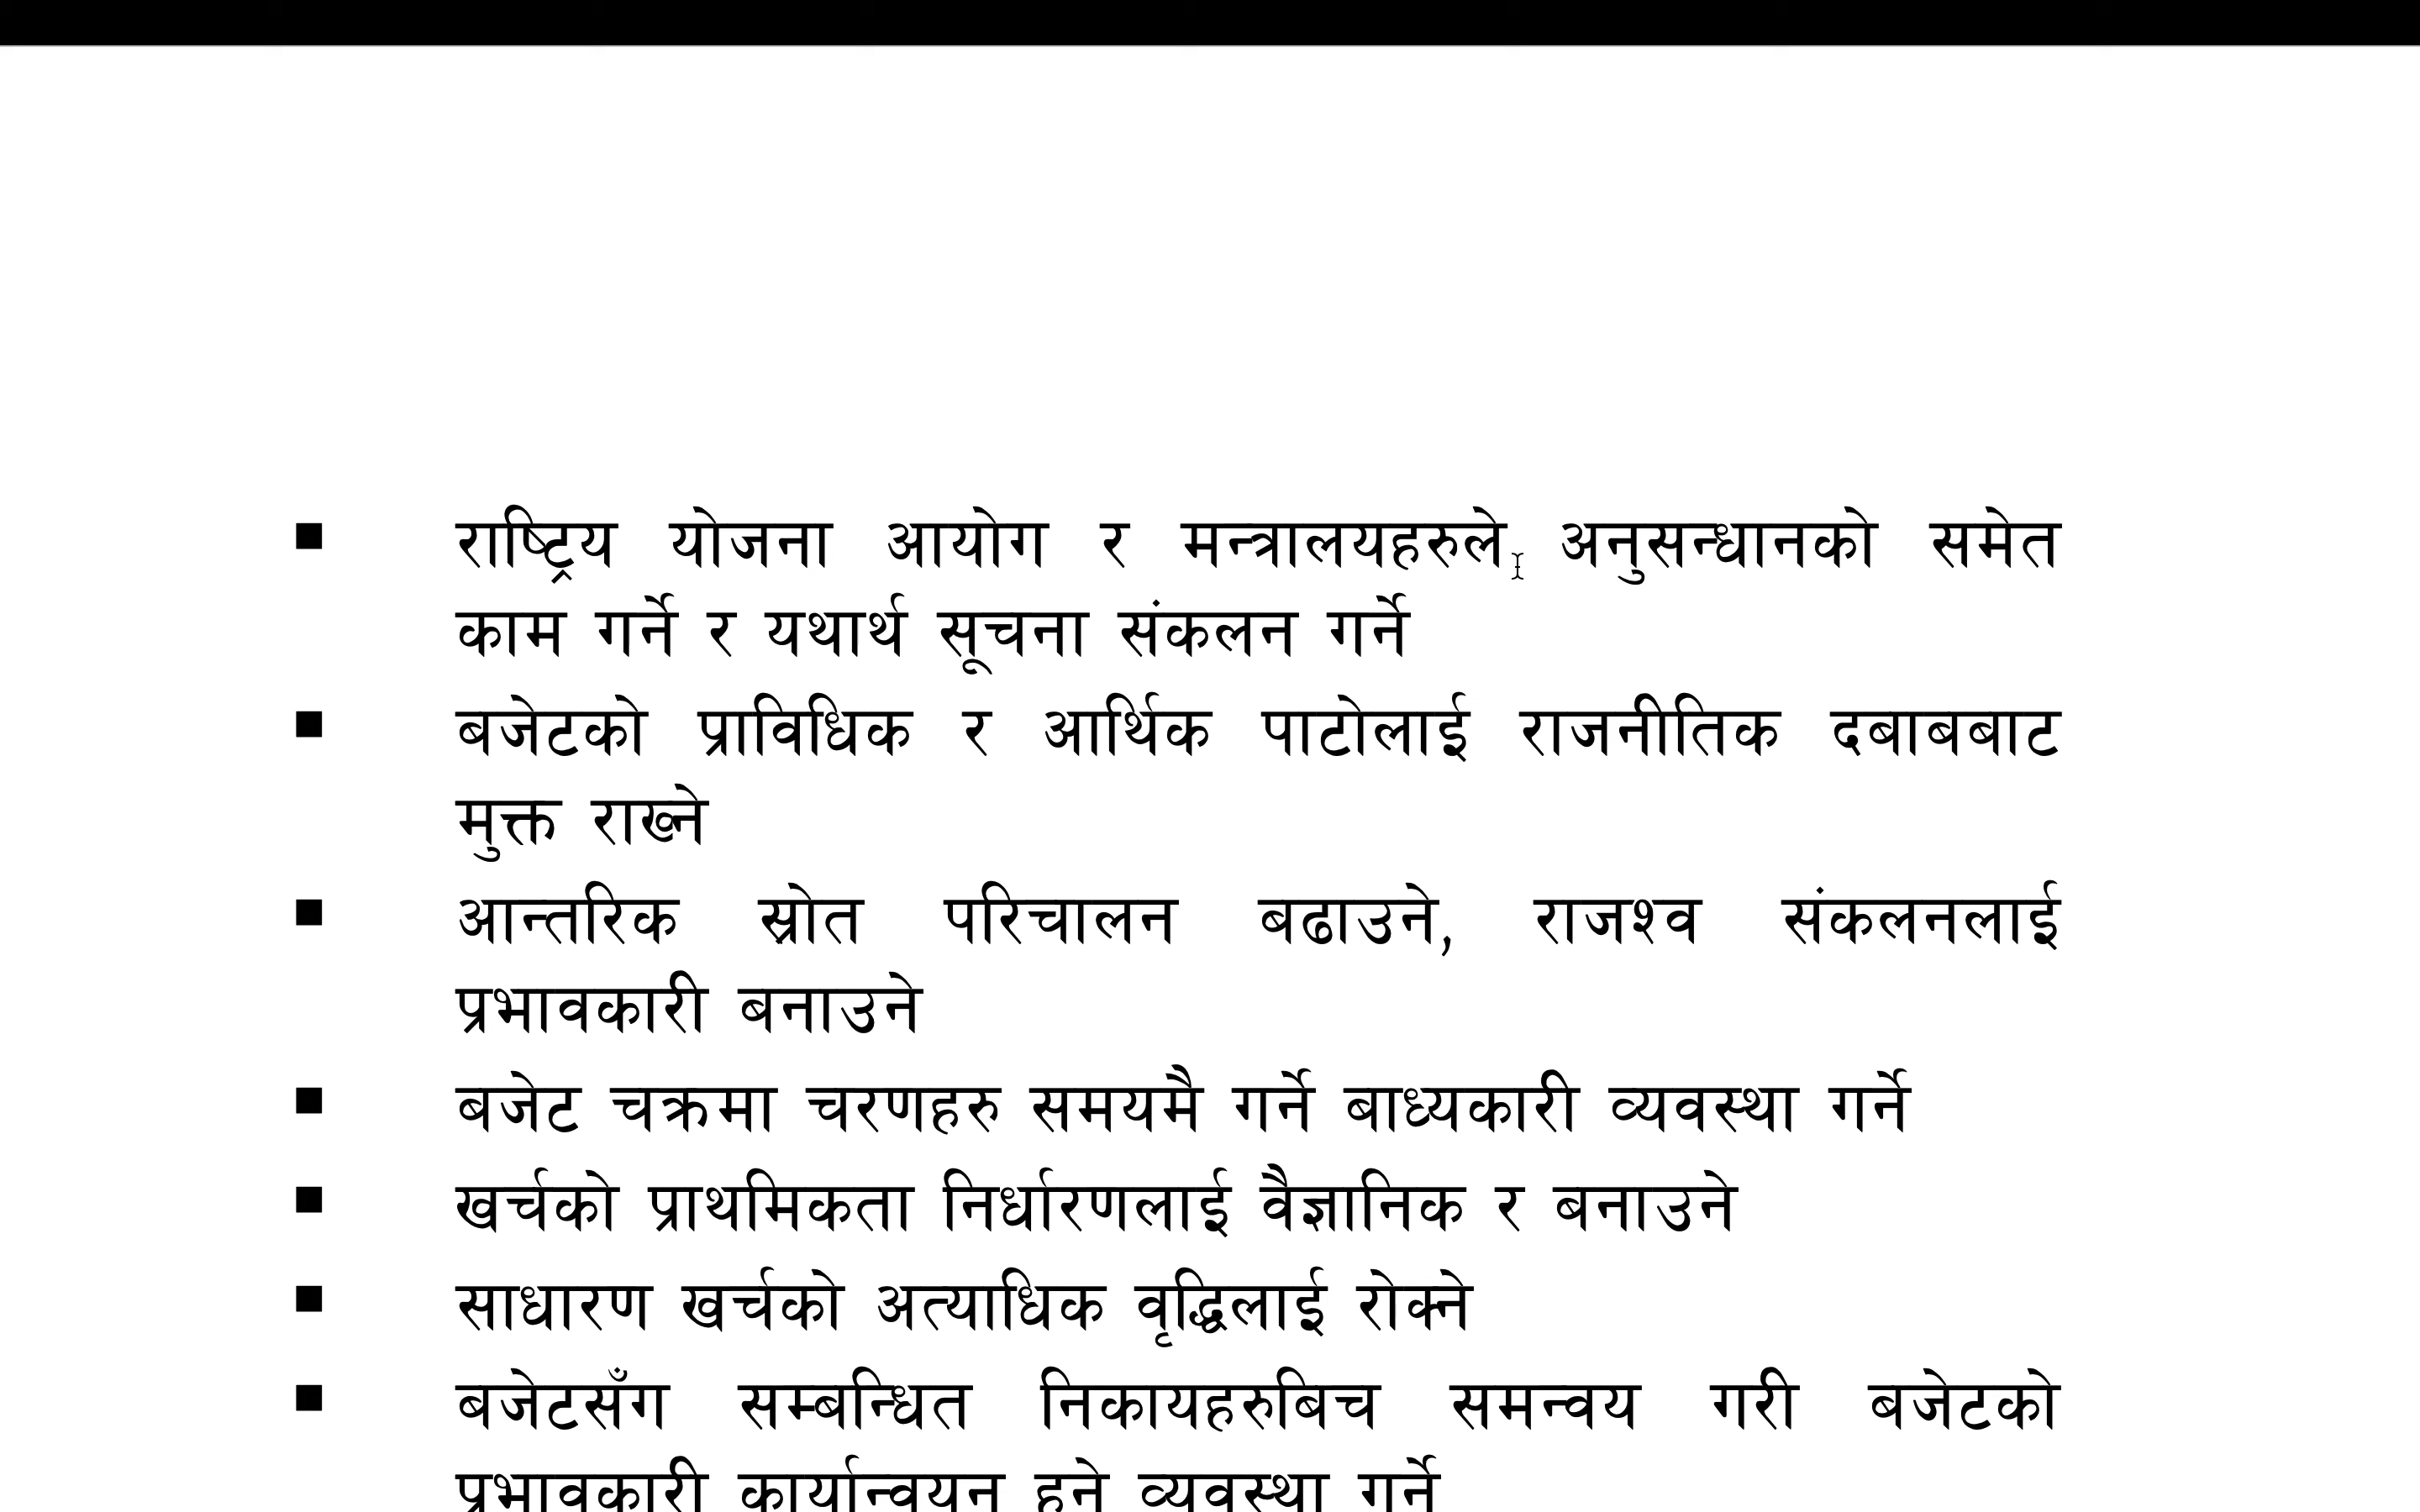 ■ राष्ट्रिय योजना आयोग र मन्त्रालयहरुले अनुसन्धानको समेत
काम गर्ने र यथार्थ सूचना संकलन गर्ने
■ बजेटको प्राविधिक र आर्थिक पाटोलाई राजनीतिक दबाबबाट
मुक्त राख्ने
■ आन्तरिक स्रोत परिचालन बढाउने, राजश्व संकलनलाई
प्रभावकारी बनाउने
■ बजेट चक्रमा चरणहरु समयमै गर्ने बाध्यकारी व्यवस्था गर्ने
■ खर्चको प्राथमिकता निर्धारणलाई बैज्ञानिक र बनाउने
■ साधारण खर्चको अत्याधिक वृद्धिलाई रोक्ने
■ बजेटसँग सम्बन्धित निकायहरुबिच समन्वय गरी बजेटको
प्रभावकारी कार्यान्वयन हुने व्यवस्था गर्ने